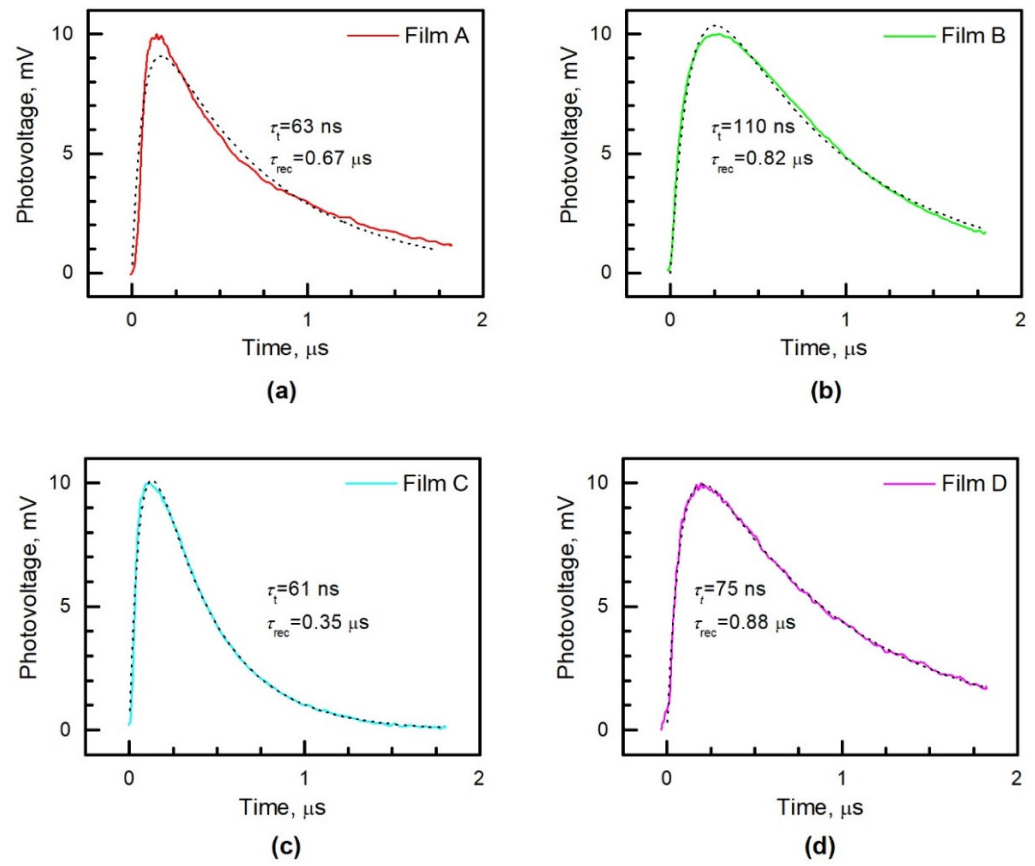 Film A
Photovoltage, mV
10
5
0
τt=63 ns
τrec=0.67 μs
0
1
2
Time, μs
(a)
Film B
Photovoltage, mV
10
5
0
τt=110 ns
τrec=0.82 μs
0
1
2
Time, μs
(b)
Film C
Photovoltage, mV
10
5
0
τt=61 ns
τrec=0.35 μs
0
1
2
Time, μs
(c)
Film D
Photovoltage, mV
10
5
0
τt=75 ns
τrec=0.88 μs
0
1
2
Time, μs
(d)